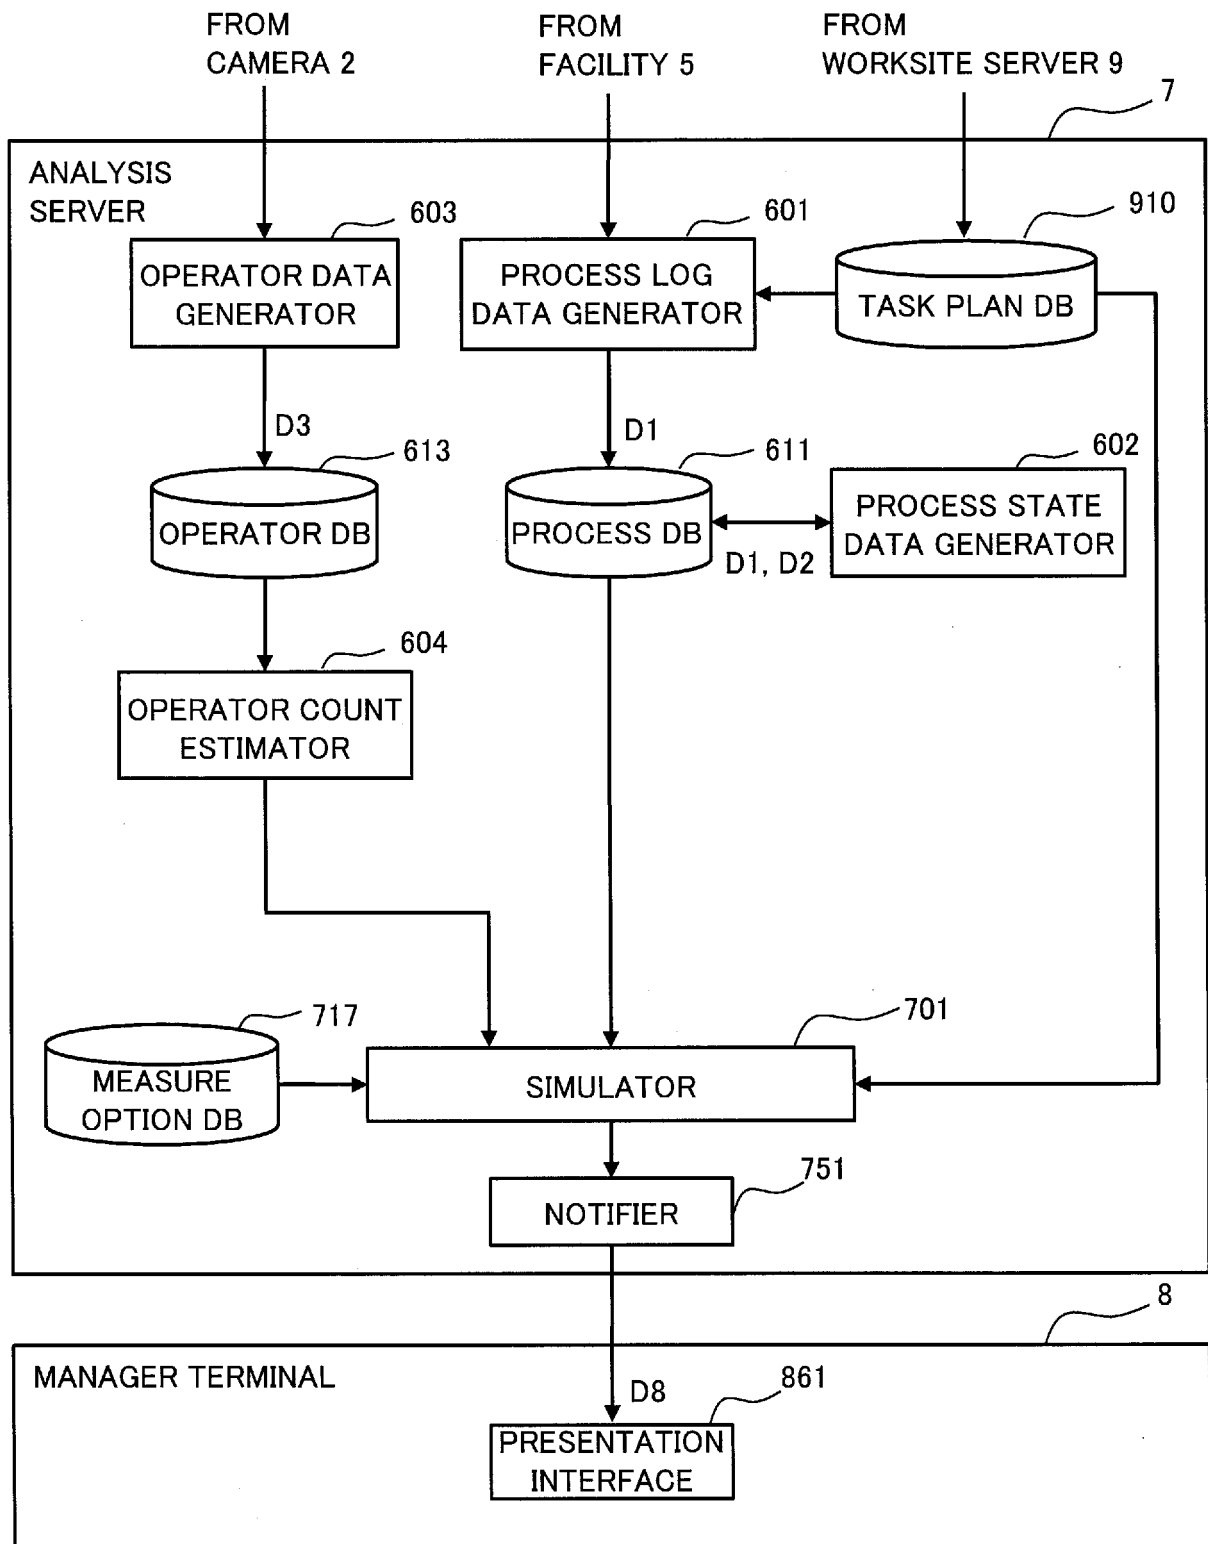 FROM
CAMERA 2
FROM
FACILITY 5
FROM
WORKSITE SERVER 9
7
ANALYSIS
SERVER
603
601
910
OPERATOR DATA
GENERATOR
PROCESS LOG
DATA GENERATOR
TASK PLAN DB
D3
D1
613
611
602
OPERATOR DB
PROCESS DB
PROCESS STATE
DATA GENERATOR
D1, D2
604
OPERATOR COUNT
ESTIMATOR
717
701
MEASURE
OPTION DB
SIMULATOR
751
NOTIFIER
8
MANAGER TERMINAL
D8
861
PRESENTATION
INTERFACE